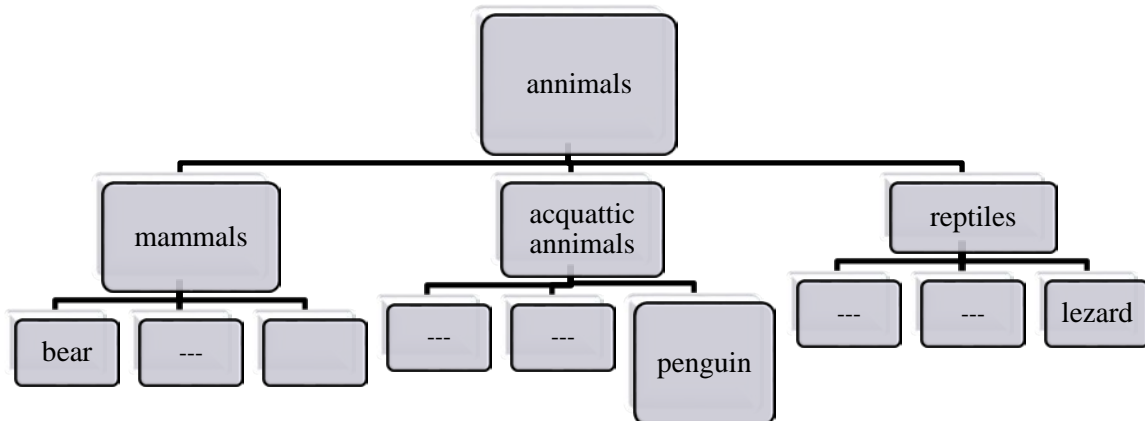 annimals
mammals
acquattic
annimals
reptiles
bear
---
---
---
penguin
---
---
lezard